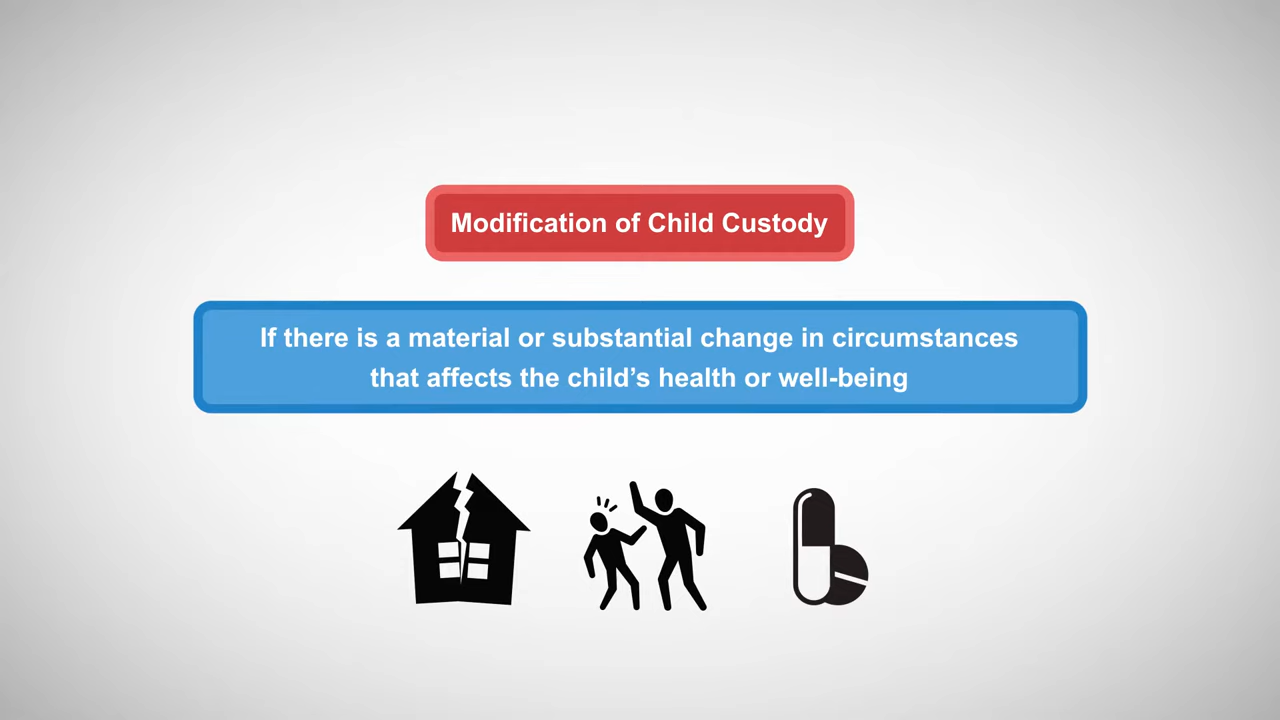 Modification of Child Custody
If there is a material or substantial change in circumstances
that affects the child’s health or well-being